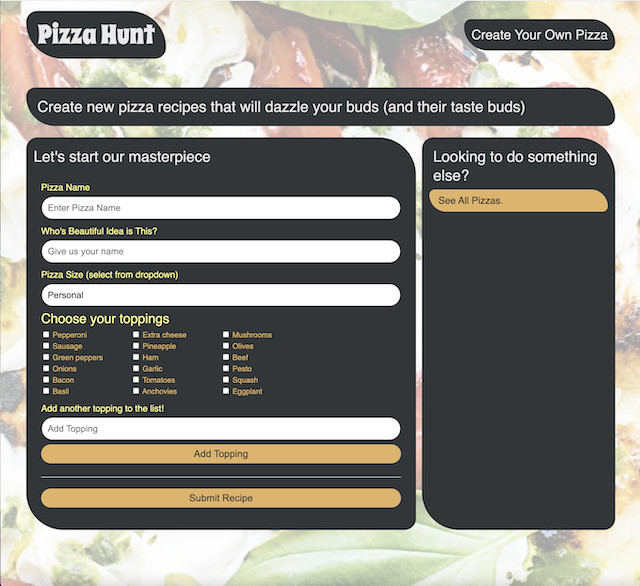 Pizza Hunt
Create Your Own Pizza
Create new pizza recipes that will dazzle your buds (and their taste buds)
Let's start our masterpiece
Pizza Name
Enter Pizza Name
Who's Beautiful Idea is This?
Give us your name
Pizza Size (select from dropdown)
Personal
Choose your toppings
Pepperoni Extra cheese Mushrooms
Sausage Pineapple Olives
Green peppers Ham Beef
Onions Garlic Pesto
Bacon Tomatoes Squash
Basil Anchovies Eggplant
Add another topping to the list!
Add Topping
Add Topping
Submit Recipe
Looking to do something
else?
See All Pizzas.